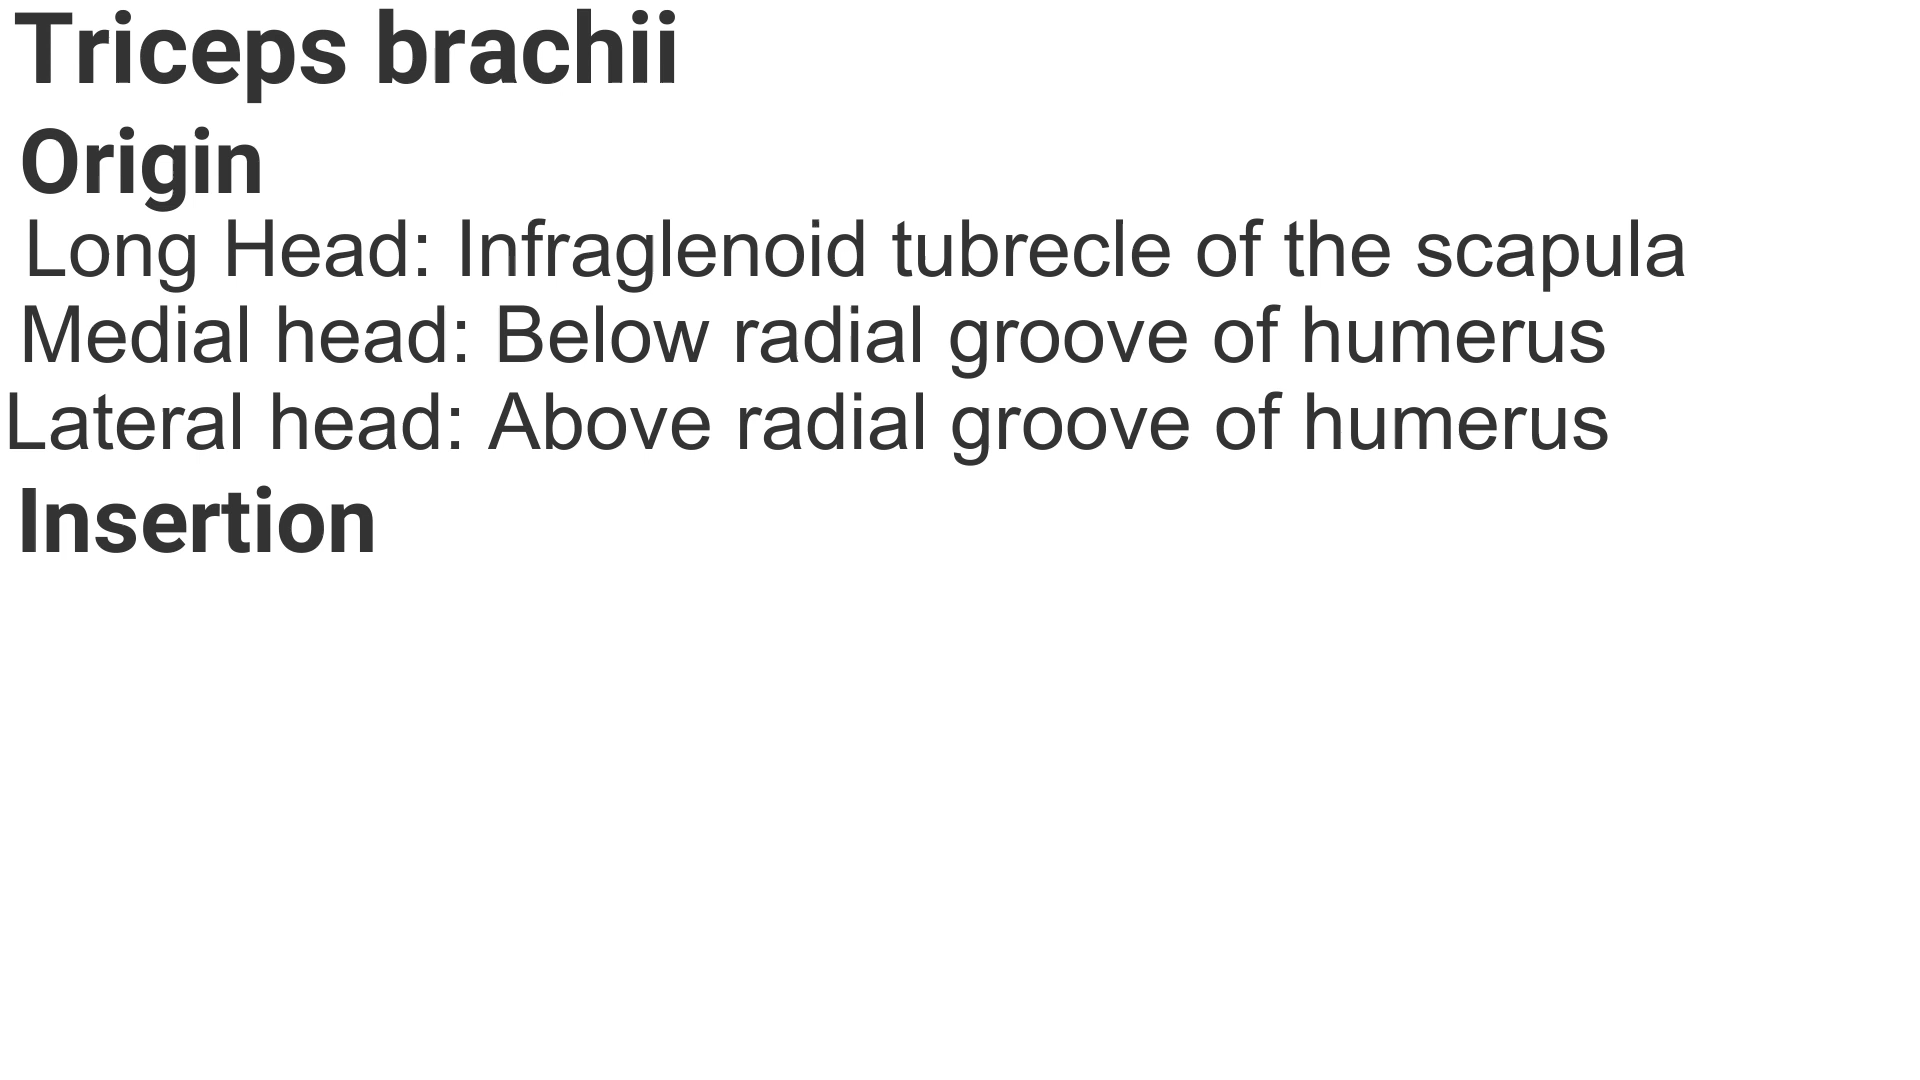 Triceps brachii
Origin
Long Head: Infraglenoid tubrecle of the scapula
Medial head: Below radial groove of humerus
Lateral head: Above radial groove of humerus
Insertion